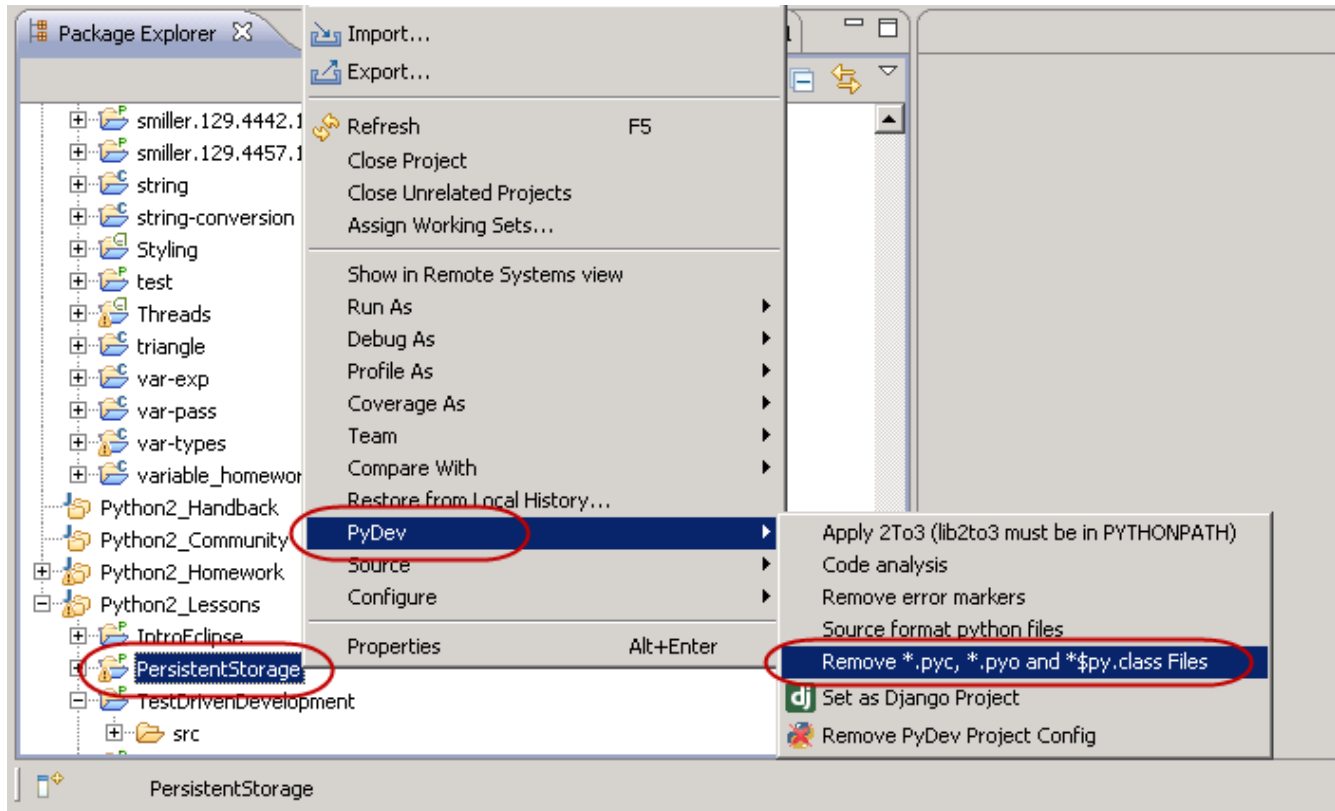 Package Explorer
smiller.129.4442.1
smiller.129.4457.1
string
string-conversion
Styling
test
Threads
triangle
var-exp
var-pass
var-types
variable_homewor
Python2_Handback
Python2_Community
Python2_Homework
Python2_Lessons
IntroEclipse
PersistentStorage
TestDrivenDevelopment
src
Import...
Export...
Refresh F5
Close Project
Close Unrelated Projects
Assign Working Sets...
Show in Remote Systems view
Run As
Debug As
Profile As
Coverage As
Team
Compare With
Restore from Local History...
PyDev
Source
Configure
Properties Alt+Enter
Apply 2To3 (lib2to3 must be in PYTHONPATH)
Code analysis
Remove error markers
Source format python files
Remove *.pyc, *.pyo and *$py.class Files
dj Set as Django Project
Remove PyDev Project Config
PersistentStorage